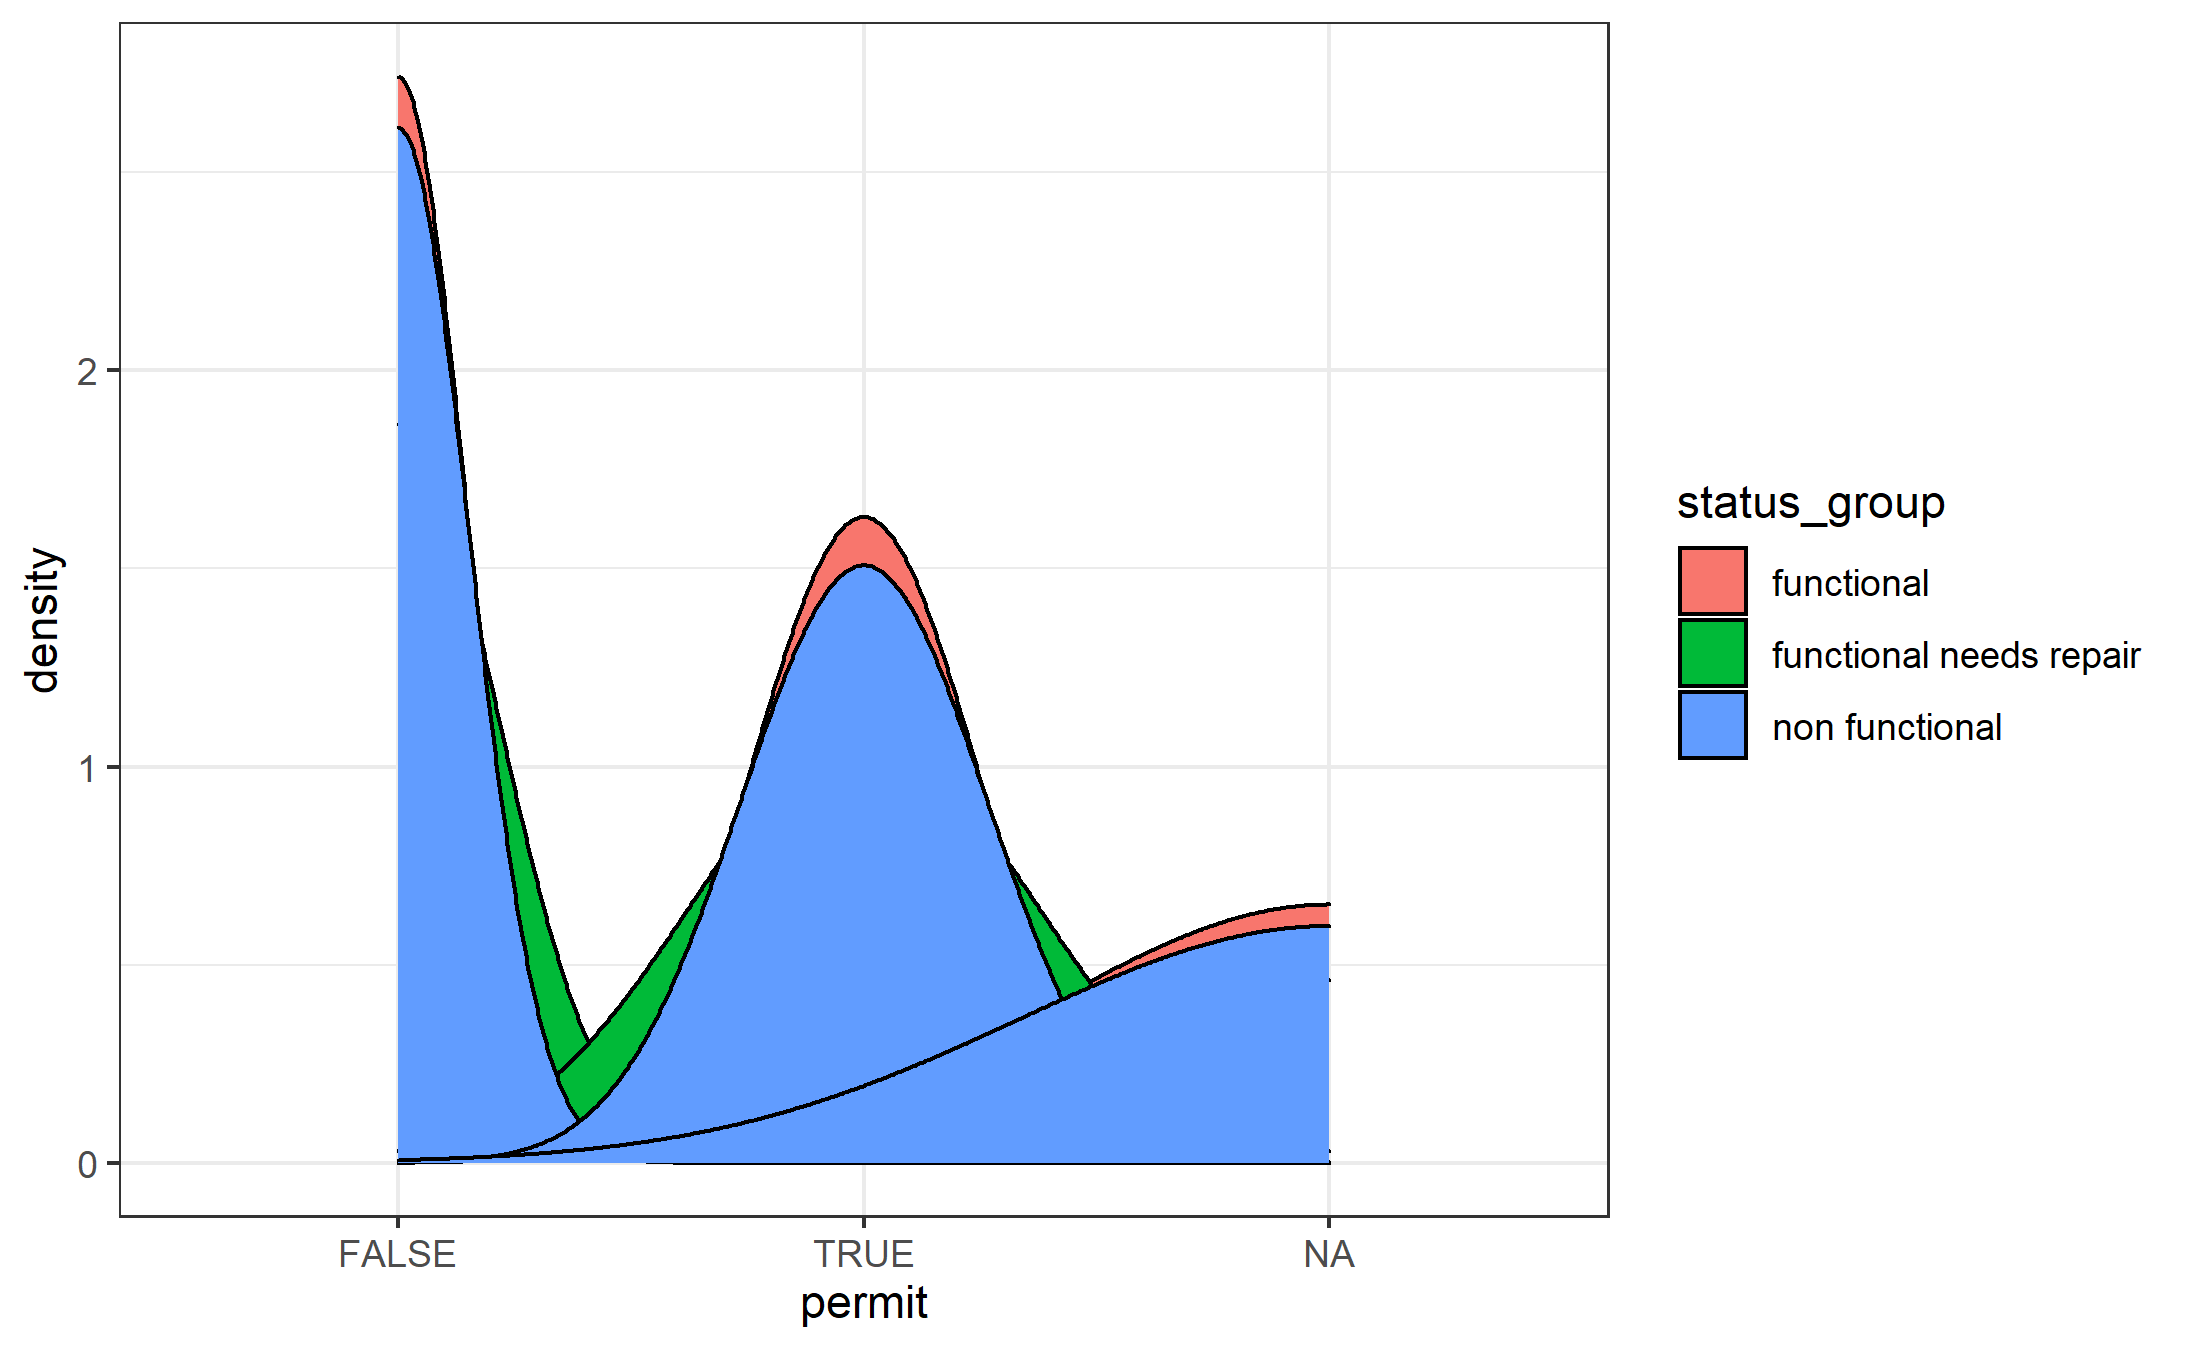 density
2
1
0
FALSE
TRUE
NA
permit
status_group
functional
functional needs repair
non functional